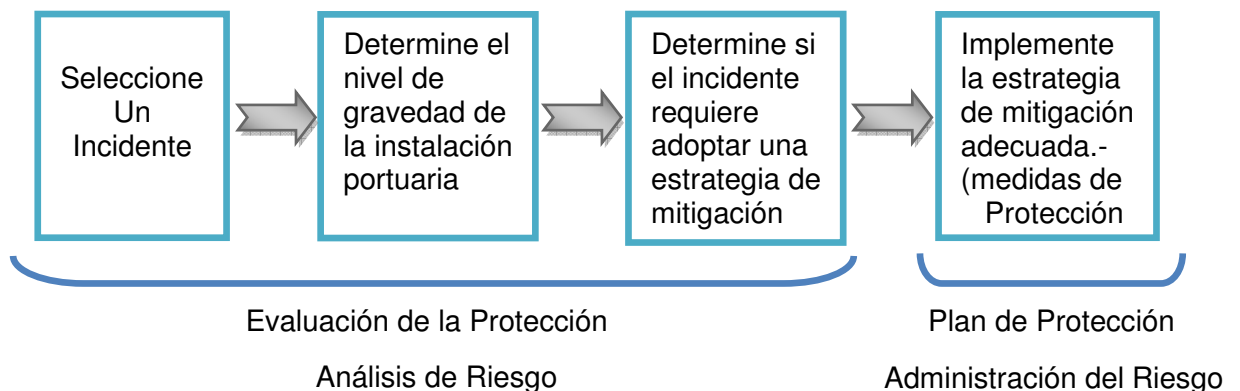 Seleccione
Un
Incidente
Determine el
nivel de
gravedad de
la instalación
portuaria
Determine si
el incidente
requiere
adoptar una
estrategia de
mitigación
Implemente
la estrategia
de mitigación
adecuada.-
(medidas de
Protección
Evaluación de la Protección
Plan de Protección
Análisis de Riesgo
Administración del Riesgo